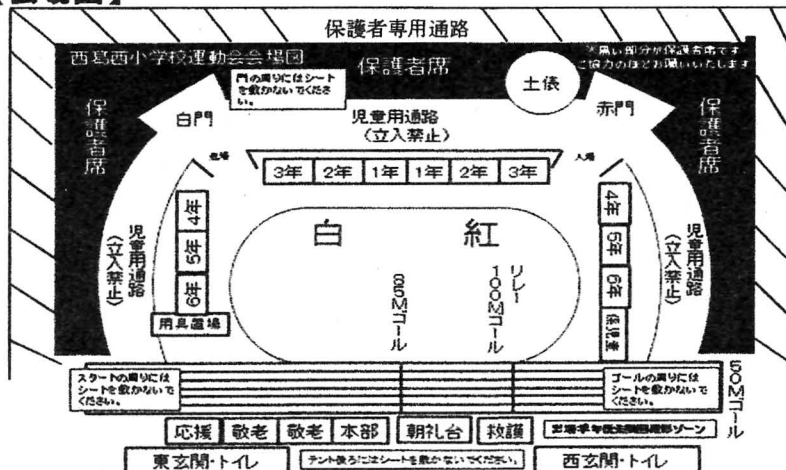 保護者専用通路
西葛西小学校運動会会場図
保護者席
※黒い部分が保護者席です
ご協力のほどお願いいたします
門の周りにはシート
を敷かないでくださ
い。
土俵
保護者席
白門
児童用通路
(立入禁止)
赤門
保護者席
退場
入場
3年 2年 1年 1年 2年 3年
4年
5年
6年
用具置場
児童用通路
(立入禁止)
白 紅
85Mゴール
リレー
100Mゴール
4年
5年
6年
係児童
児童用通路
(立入禁止)
スタートの周りには
シートを敷かないで
ください。
ゴールの周りには
シートを敷かないで
ください。
50Mゴール
応援 敬老 敬老 本部 朝礼台 救護
東玄関・トイレ
テント後ろにはシートを敷かないでください。
西玄関・トイレ